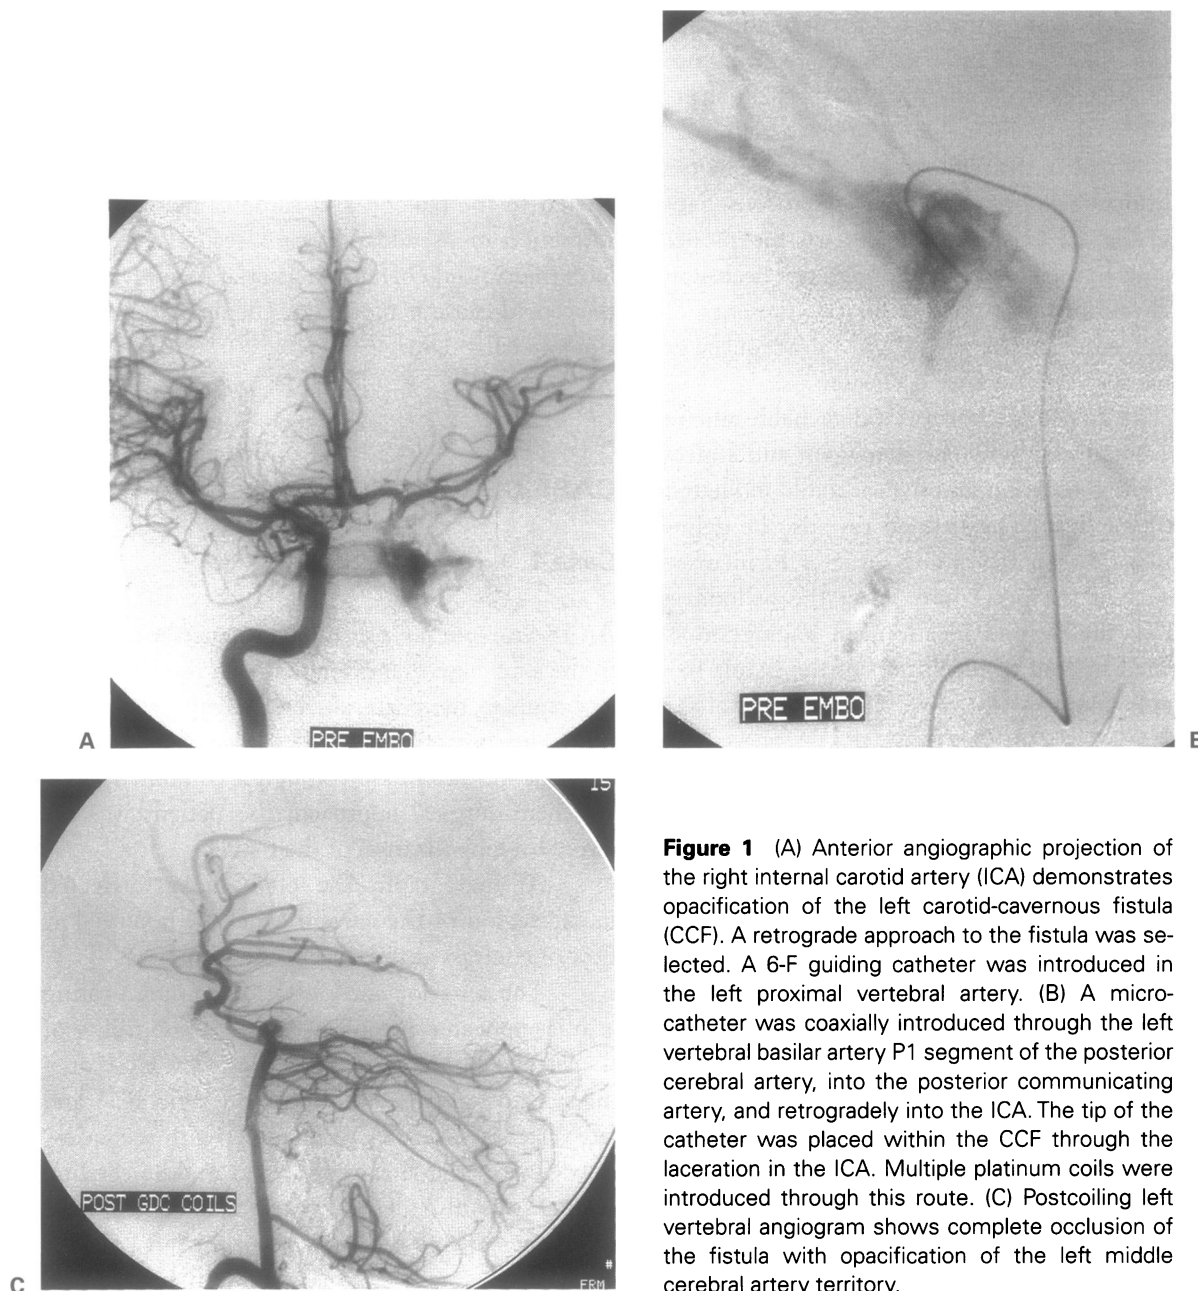 A
PRE EMBO
PRE EMBO
B
15
POST GDC COILS
#
FRM
C
Figure 1 (A) Anterior angiographic projection of
the right internal carotid artery (ICA) demonstrates
opacification of the left carotid-cavernous fistula
(CCF). A retrograde approach to the fistula was se-
lected. A 6-F guiding catheter was introduced in
the left proximal vertebral artery. (B) A micro-
catheter was coaxially introduced through the left
vertebral basilar artery P1 segment of the posterior
cerebral artery, into the posterior communicating
artery, and retrogradely into the ICA. The tip of the
catheter was placed within the CCF through the
laceration in the ICA. Multiple platinum coils were
introduced through this route. (C) Postcoiling left
vertebral angiogram shows complete occlusion of
the fistula with opacification of the left middle
cerebral artery territory.